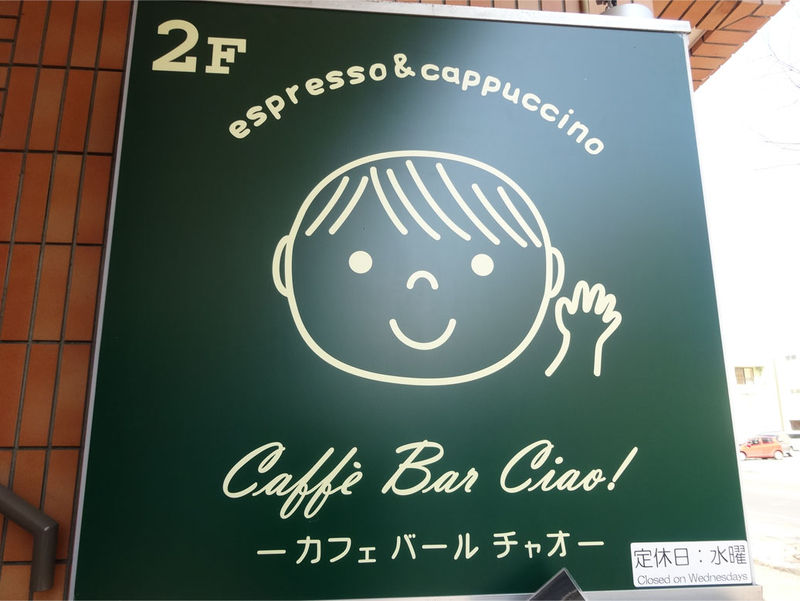 2F
espresso&cappuccino
Caffè Bar Ciao!
ーカフェ バール チャオー
定休日：水曜
Closed on Wednesdays